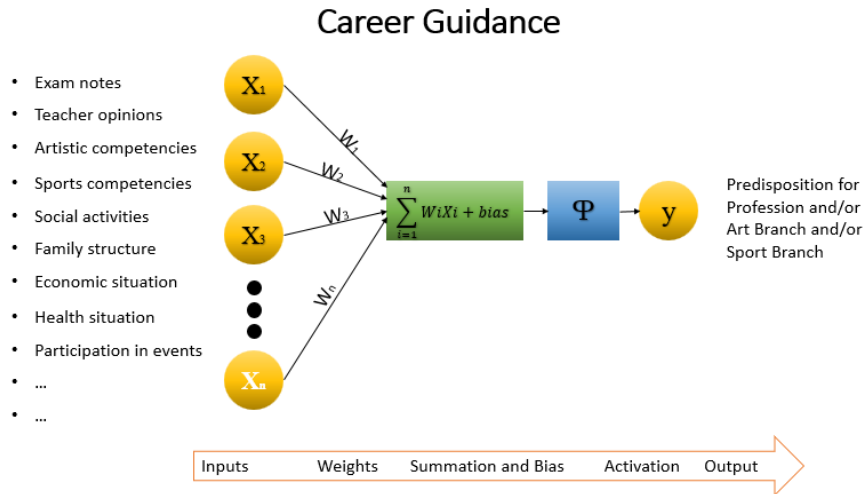 Career Guidance
• Exam notes
• Teacher opinions
• Artistic competencies
• Sports competencies
• Social activities
• Family structure
• Economic situation
• Health situation
• Participation in events
• ...
• ...
X₁
X₂
X₃
Xₙ
W₁
W₂
W₃
Wₙ
n
∑ WiXi + bias
i=1
φ
y
Predisposition for
Profession and/or
Art Branch and/or
Sport Branch
Inputs Weights Summation and Bias Activation Output